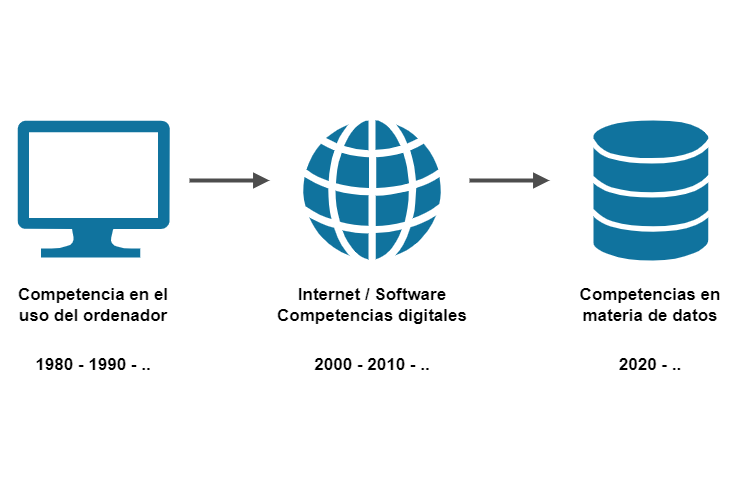 Competencia en el
uso del ordenador
1980 - 1990 - ..
Internet / Software
Competencias digitales
2000 - 2010 - ..
Competencias en
materia de datos
2020 - ..